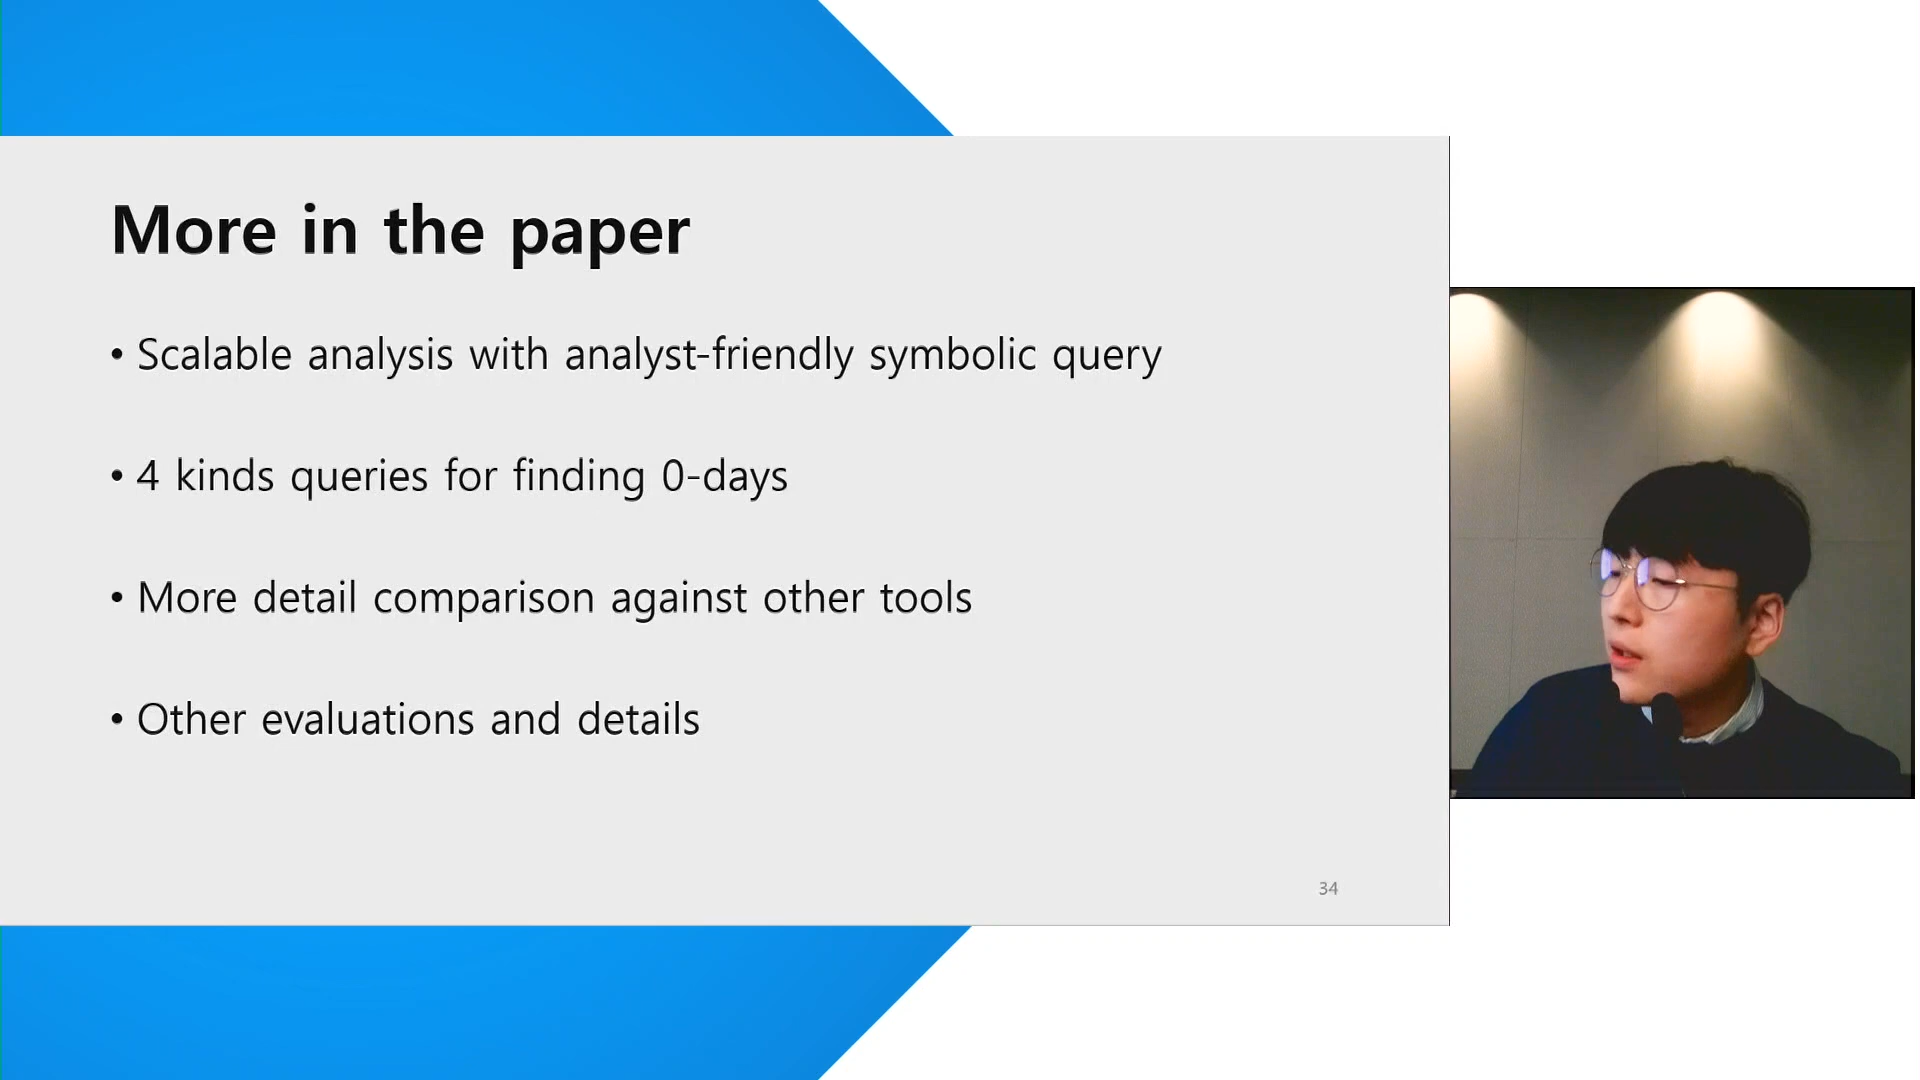 More in the paper
• Scalable analysis with analyst-friendly symbolic query
• 4 kinds queries for finding 0-days
• More detail comparison against other tools
• Other evaluations and details
34